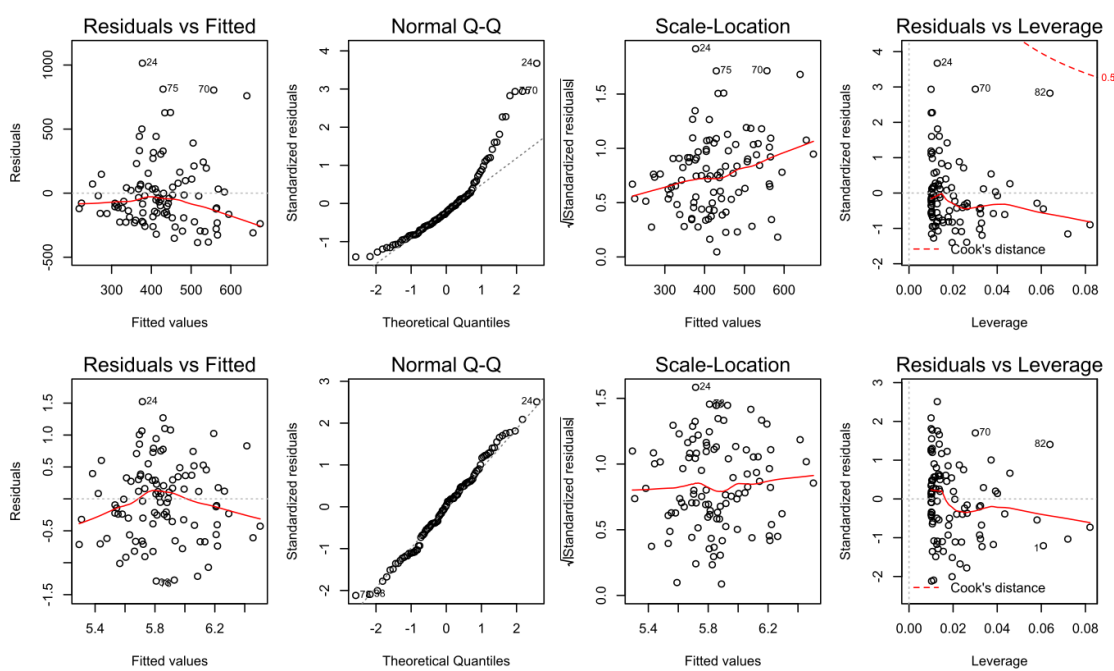 Residuals vs Fitted
Residuals
-500 0 500 1000
24
75
70
300 400 500 600
Fitted values
Normal Q-Q
Standardized residuals
-1 0 1 2 3 4
24
70
-2 -1 0 1 2
Theoretical Quantiles
Scale-Location
√|Standardized residuals|
0.0 0.5 1.0 1.5
24
75
70
300 400 500 600
Fitted values
Residuals vs Leverage
Standardized residuals
-2 -1 0 1 2 3 4
24
70
82
0.5
Cook's distance
0.00 0.02 0.04 0.06 0.08
Leverage
Residuals vs Fitted
Residuals
-1.5 -0.5 0.5 1.5
24
5.4 5.8 6.2
Fitted values
Normal Q-Q
Standardized residuals
-2 -1 0 1 2 3
24
-2 -1 0 1 2
Theoretical Quantiles
Scale-Location
√|Standardized residuals|
0.0 0.5 1.0 1.5
24
5.4 5.8 6.2
Fitted values
Residuals vs Leverage
Standardized residuals
-2 -1 0 1 2 3
70
82
1
Cook's distance
0.00 0.02 0.04 0.06 0.08
Leverage